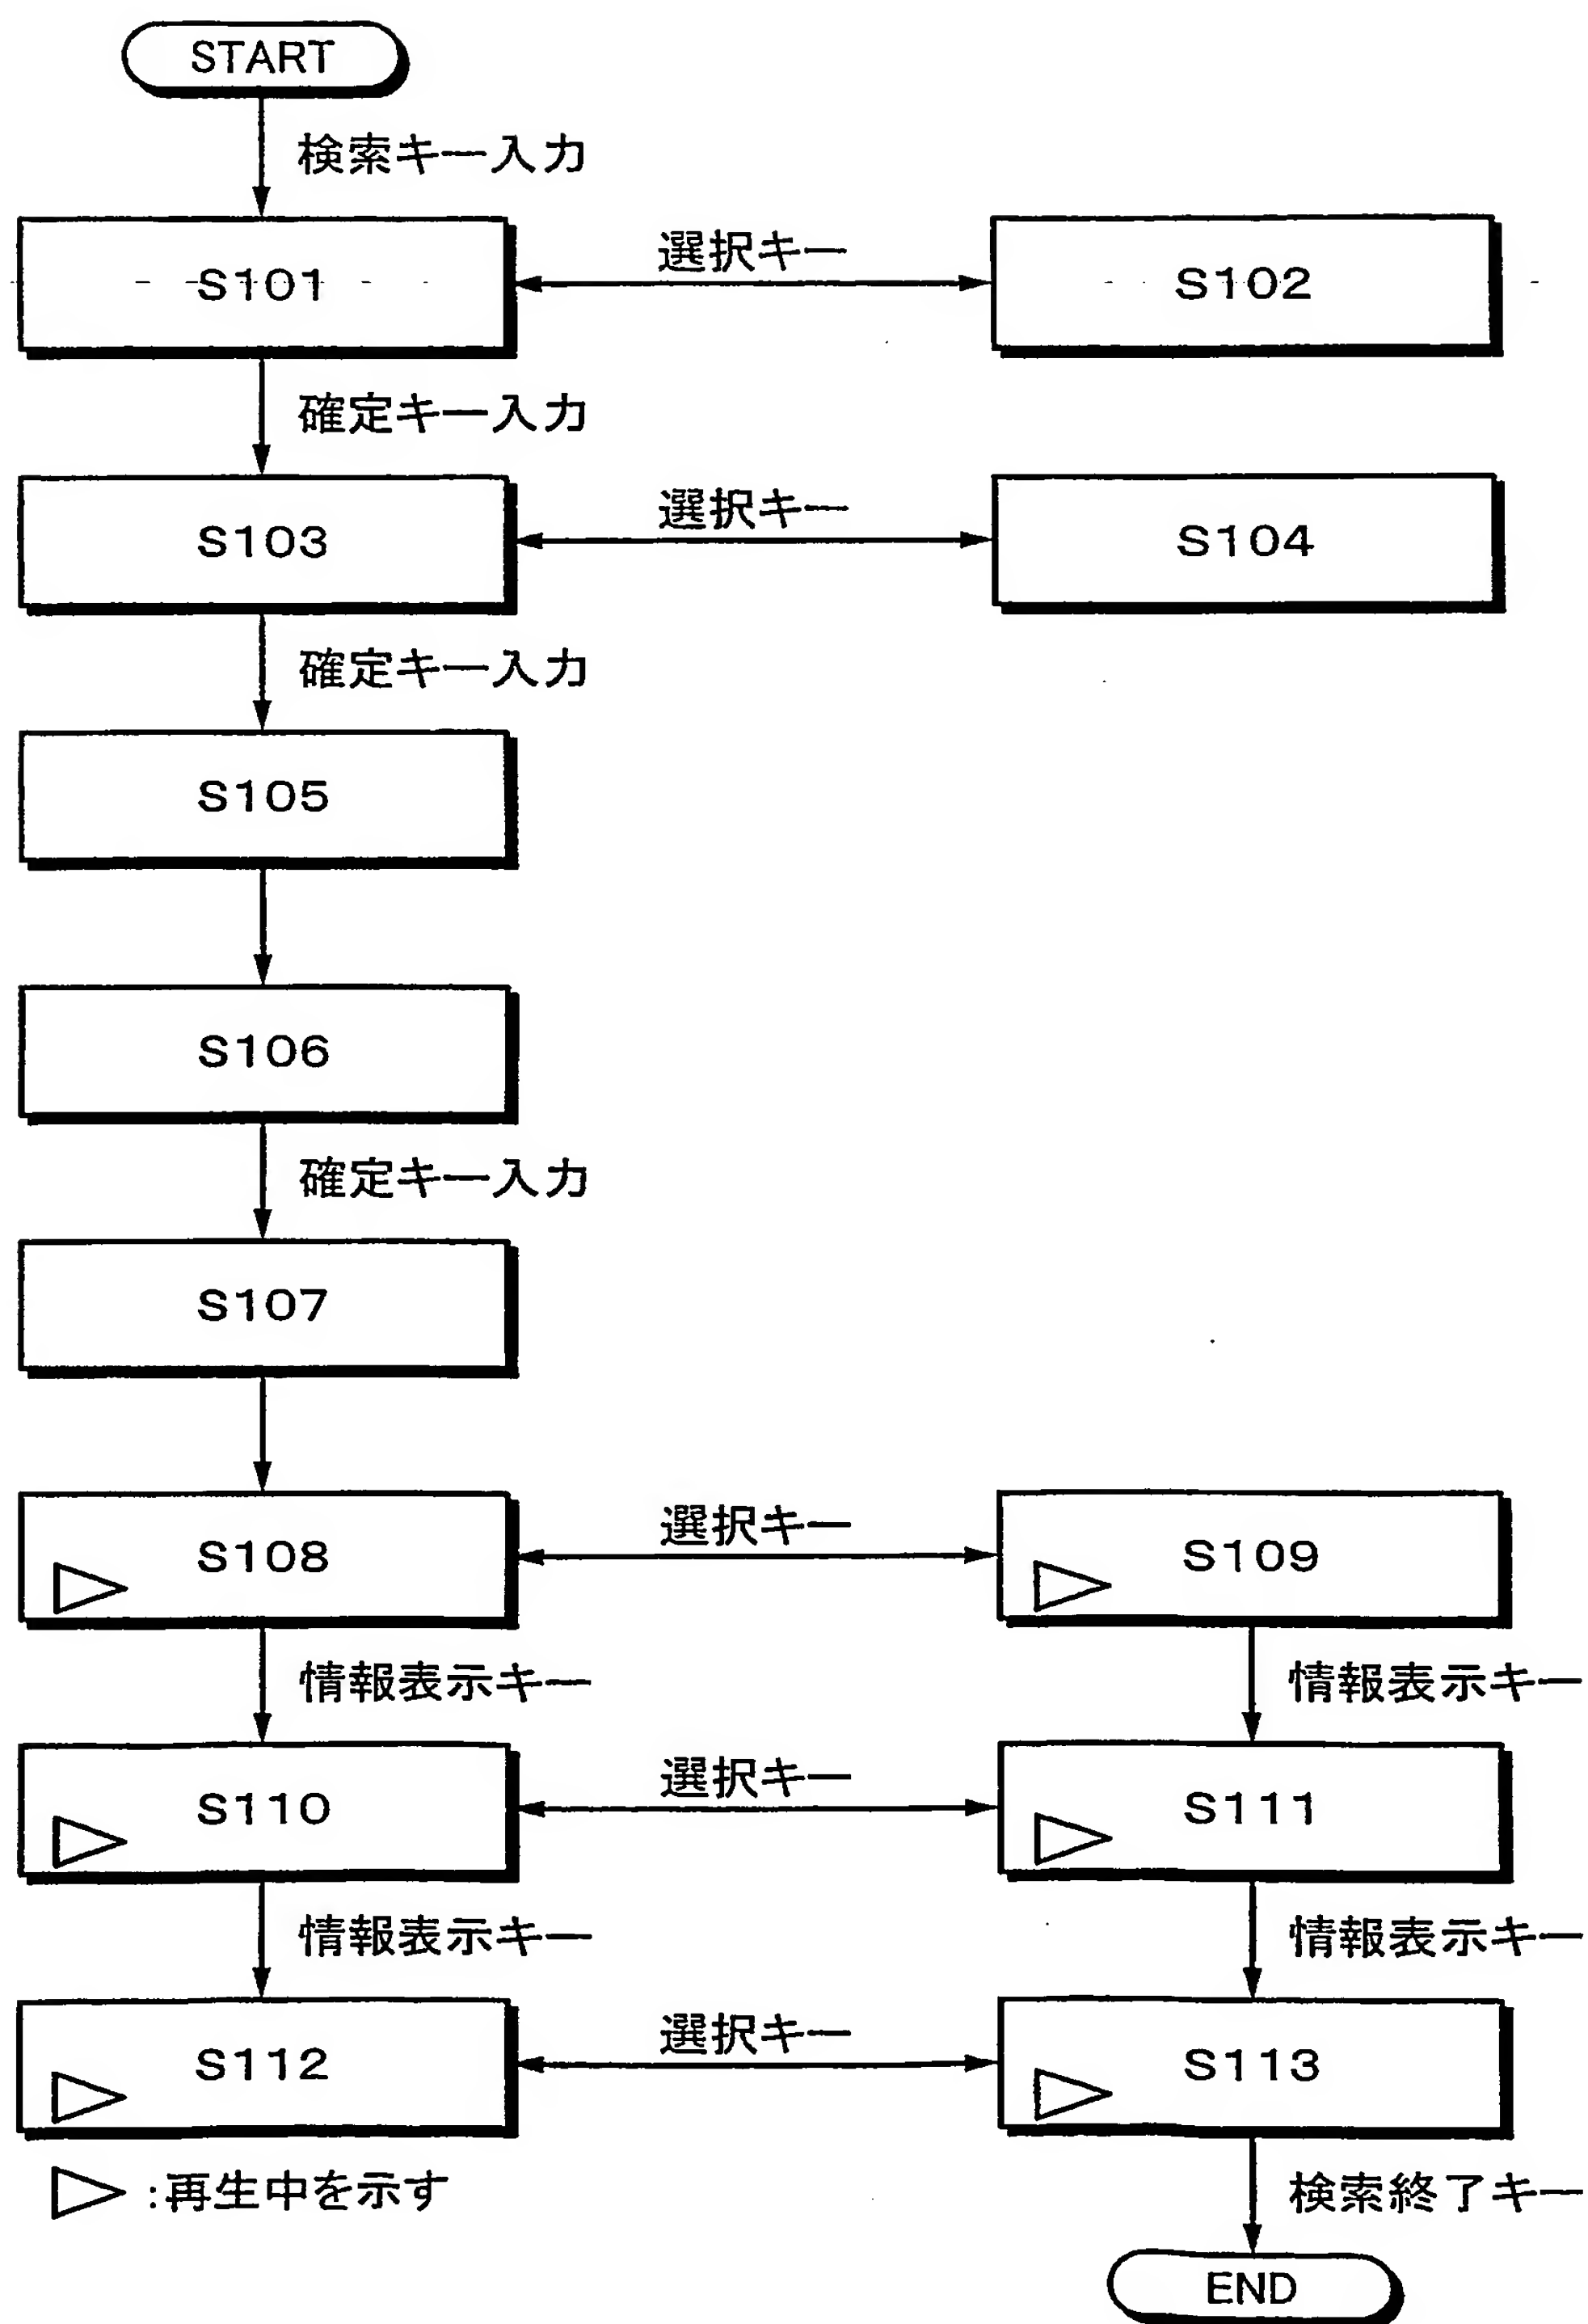 START
検索キー入力
選択キー
S101
S102
確定キー入力
選択キー
S103
S104
確定キー入力
S105
S106
確定キー入力
S107
選択キー
S108
S109
情報表示キー
情報表示キー
選択キー
S110
S111
情報表示キー
情報表示キー
選択キー
S112
S113
:再生中を示す
検索終了キー
END